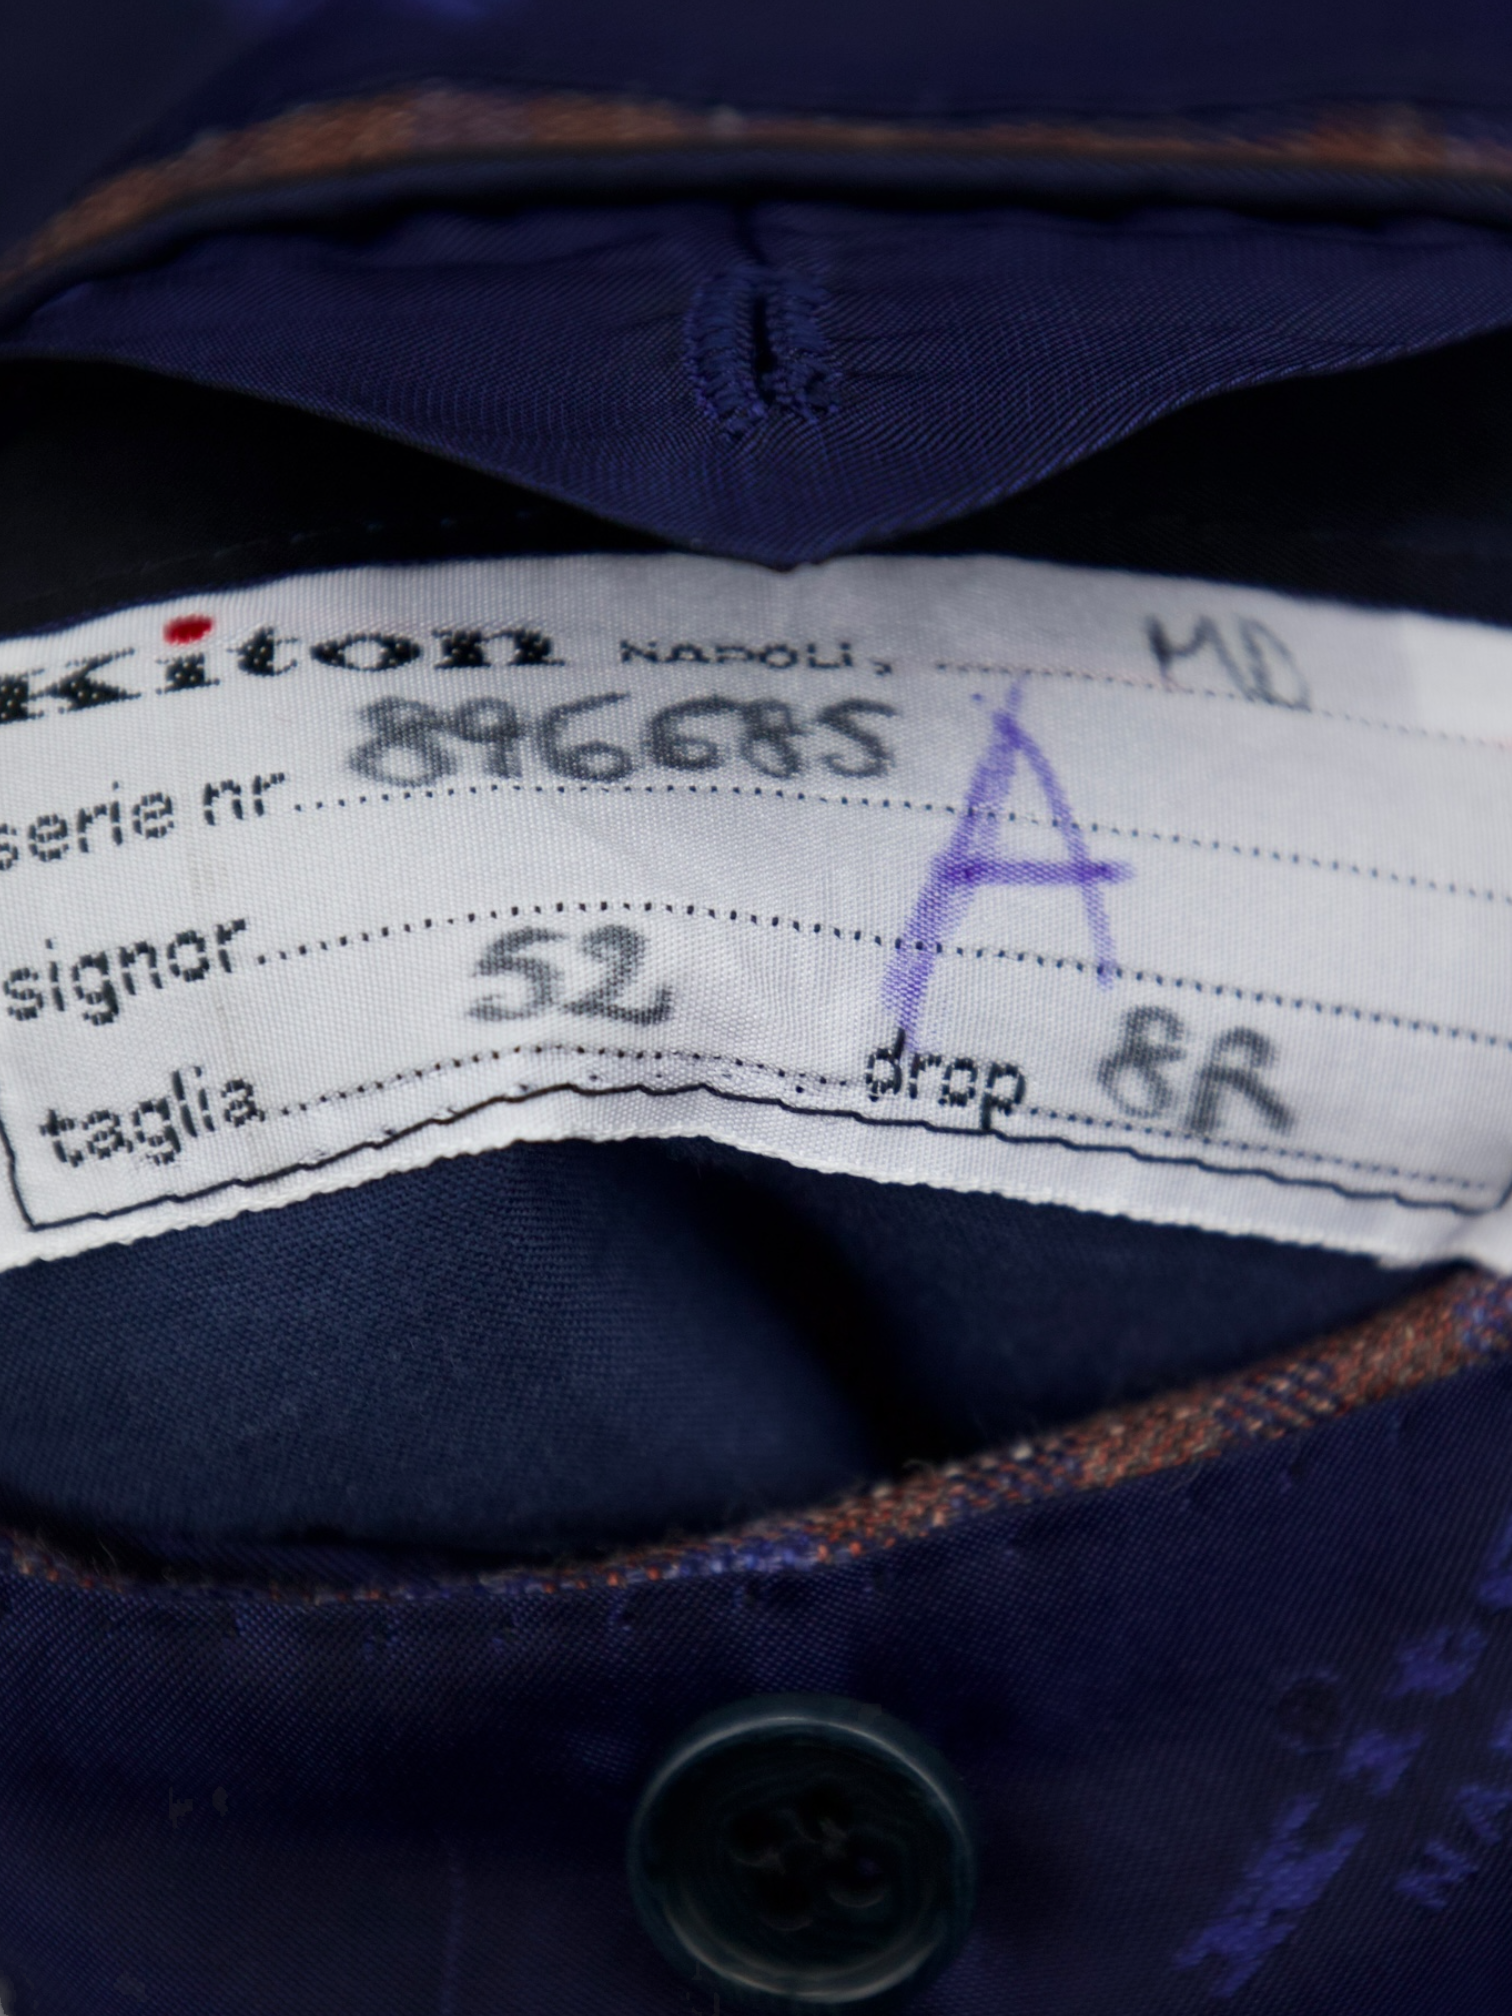 Kiton NAPOLI, MD
serie nr 896685
A
signor
52
taglia drop 8R